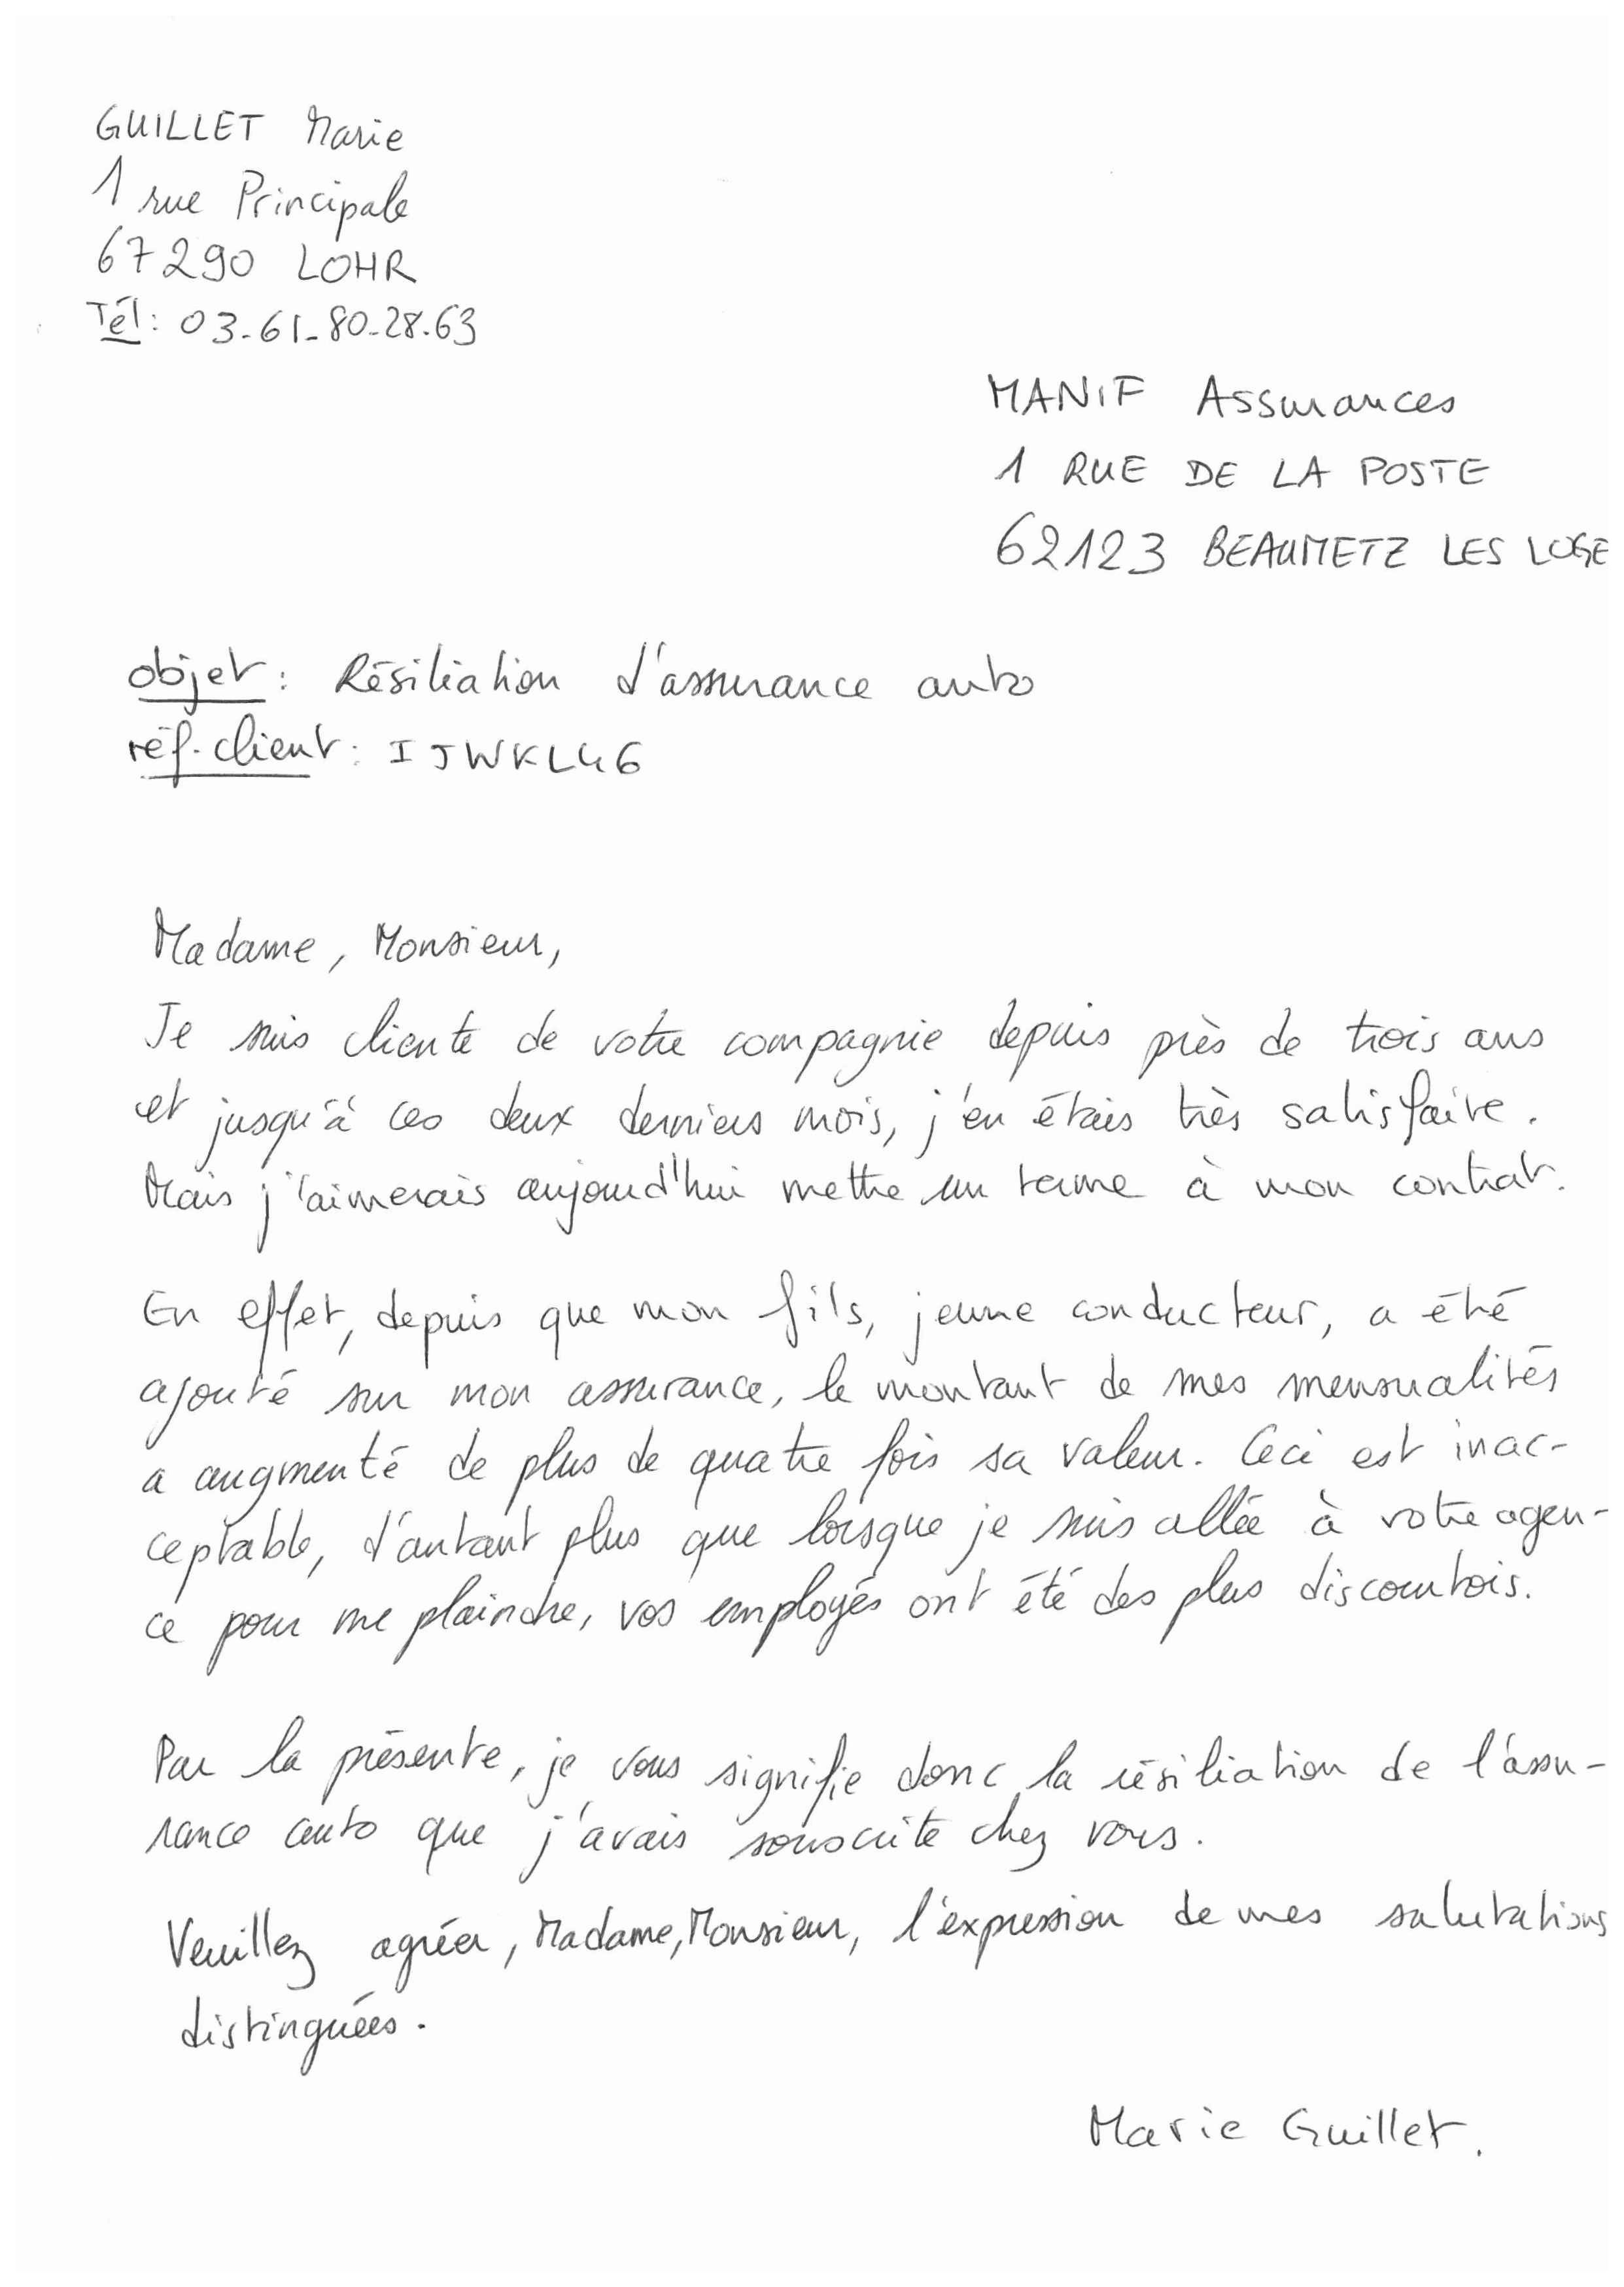 GUILLET Marie
1 rue Principale
67290 LOHR
Tél: 03-61-80-28.63
MANIF Assurances
1 RUE DE LA POSTE
62123 BEAUMETZ LES LOGE
objet: Résiliation d'assurance auto
réf. client: IJWKL46
Madame, Monsieur,
Je suis cliente de votre compagnie depuis près de trois ans
et jusqu'à ces deux derniers mois, j'en étais très satisfaite.
Mais j'aimerais aujourd'hui mettre un terme à mon contrat.
En effet, depuis que mon fils, jeune conducteur, a été
ajouté sur mon assurance, le montant de mes mensualités
a augmenté de plus de quatre fois sa valeur. Ceci est inac-
ceptable, d'autant plus que lorsque je suis allée à votre agen-
ce pour me plaindre, vos employés ont été des plus discourtois.
Par la présente, je vous signifie donc la résiliation de l'assu-
rance auto que j'avais souscrite chez vous.
Veuillez agréer, Madame, Monsieur, l'expression de mes salutations
distinguées.
Marie Guillet.